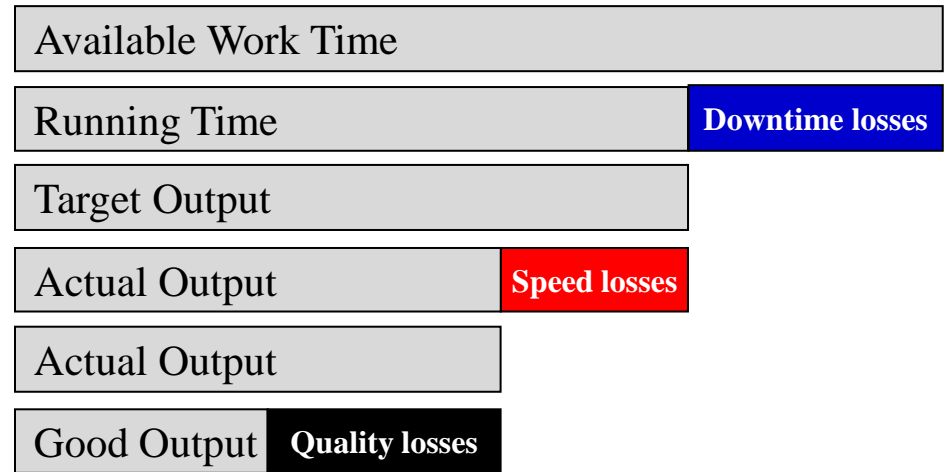 Available Work Time
Running Time Downtime losses
Target Output
Actual Output Speed losses
Actual Output
Good Output Quality losses